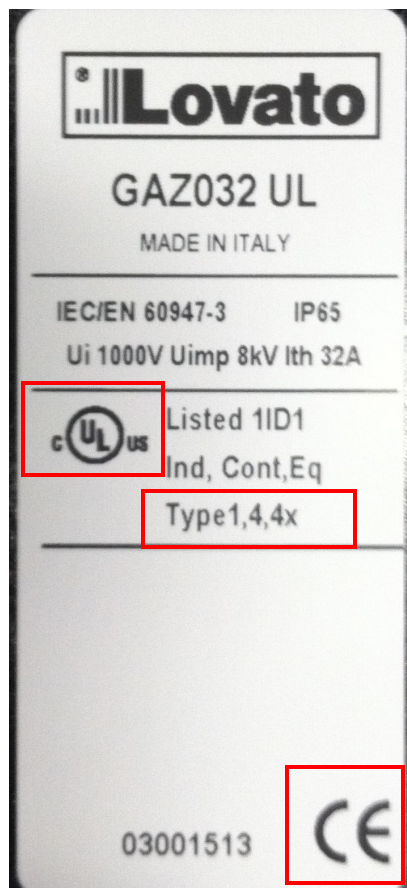 ® Lovato
GAZ032 UL
MADE IN ITALY
IEC/EN 60947-3 IP65
Ui 1000V Uimp 8kV Ith 32A
C UL US Listed 1ID1
Ind, Cont,Eq
Type1,4,4x
03001513 CE